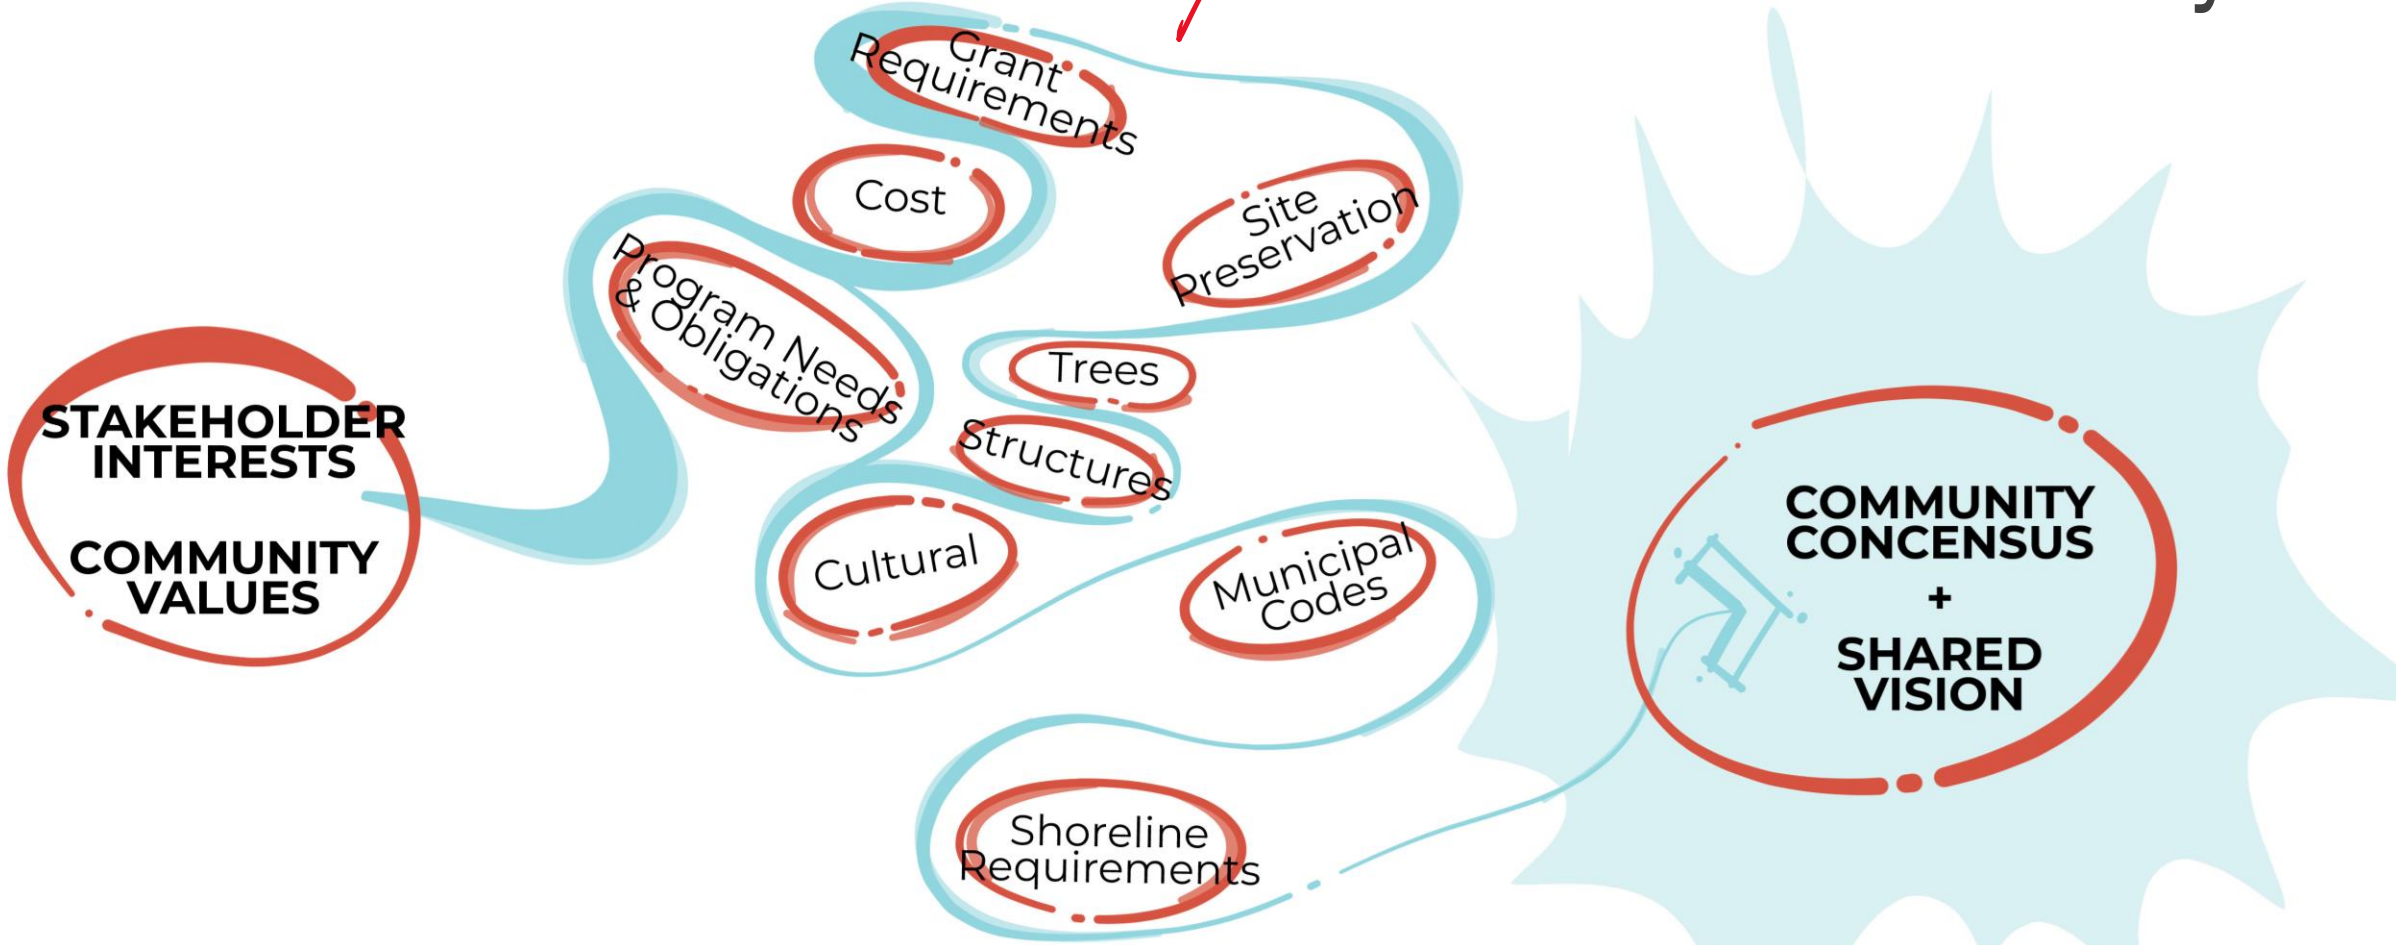 STAKEHOLDER
INTERESTS
COMMUNITY
VALUES
Program Needs
& Obligations
Cost
Grant
Requirements
Site
Preservation
Trees
Structures
Cultural
Municipal
Codes
Shoreline
Requirements
COMMUNITY
CONCENSUS
+
SHARED
VISION